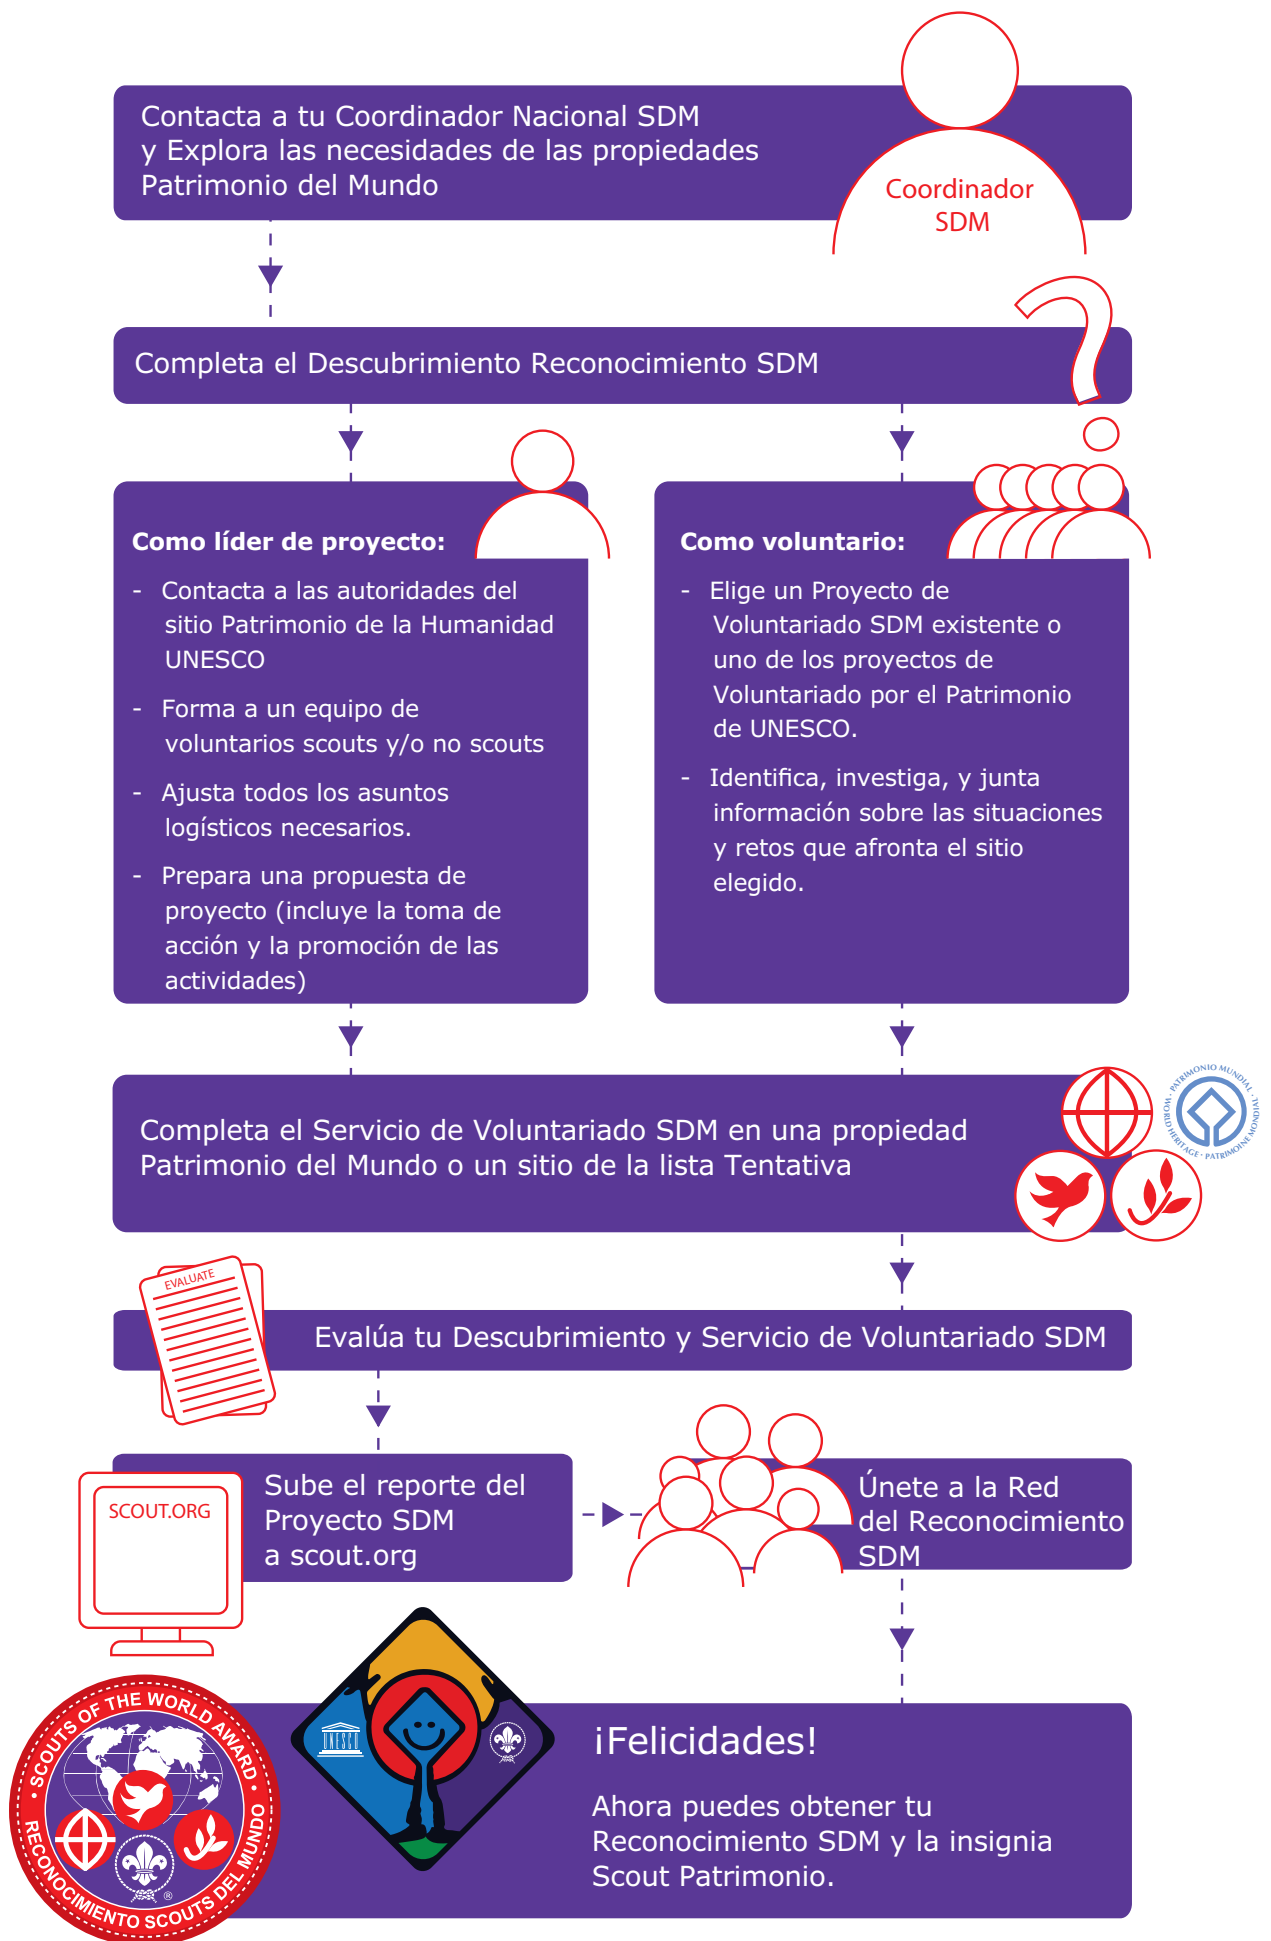 Contacta a tu Coordinador Nacional SDM
y Explora las necesidades de las propiedades
Patrimonio del Mundo
Coordinador
SDM
Completa el Descubrimiento Reconocimiento SDM
Como líder de proyecto:
- Contacta a las autoridades del
sitio Patrimonio de la Humanidad
UNESCO
- Forma a un equipo de
voluntarios scouts y/o no scouts
- Ajusta todos los asuntos
logísticos necesarios.
- Prepara una propuesta de
proyecto (incluye la toma de
acción y la promoción de las
actividades)
Como voluntario:
- Elige un Proyecto de
Voluntariado SDM existente o
uno de los proyectos de
Voluntariado por el Patrimonio
de UNESCO.
- Identifica, investiga, y junta
información sobre las situaciones
y retos que afronta el sitio
elegido.
Completa el Servicio de Voluntariado SDM en una propiedad
Patrimonio del Mundo o un sitio de la lista Tentativa
PATRIMONIO MUNDIAL · WORLD HERITAGE · PATRIMOINE MONDIAL ·
EVALUATE
Evalúa tu Descubrimiento y Servicio de Voluntariado SDM
SCOUT.ORG
Sube el reporte del
Proyecto SDM
a scout.org
Únete a la Red
del Reconocimiento
SDM
• SCOUTS OF THE WORLD AWARD •
RECONOCIMIENTO SCOUTS DEL MUNDO
®
UNESCO
¡Felicidades!
Ahora puedes obtener tu
Reconocimiento SDM y la insignia
Scout Patrimonio.